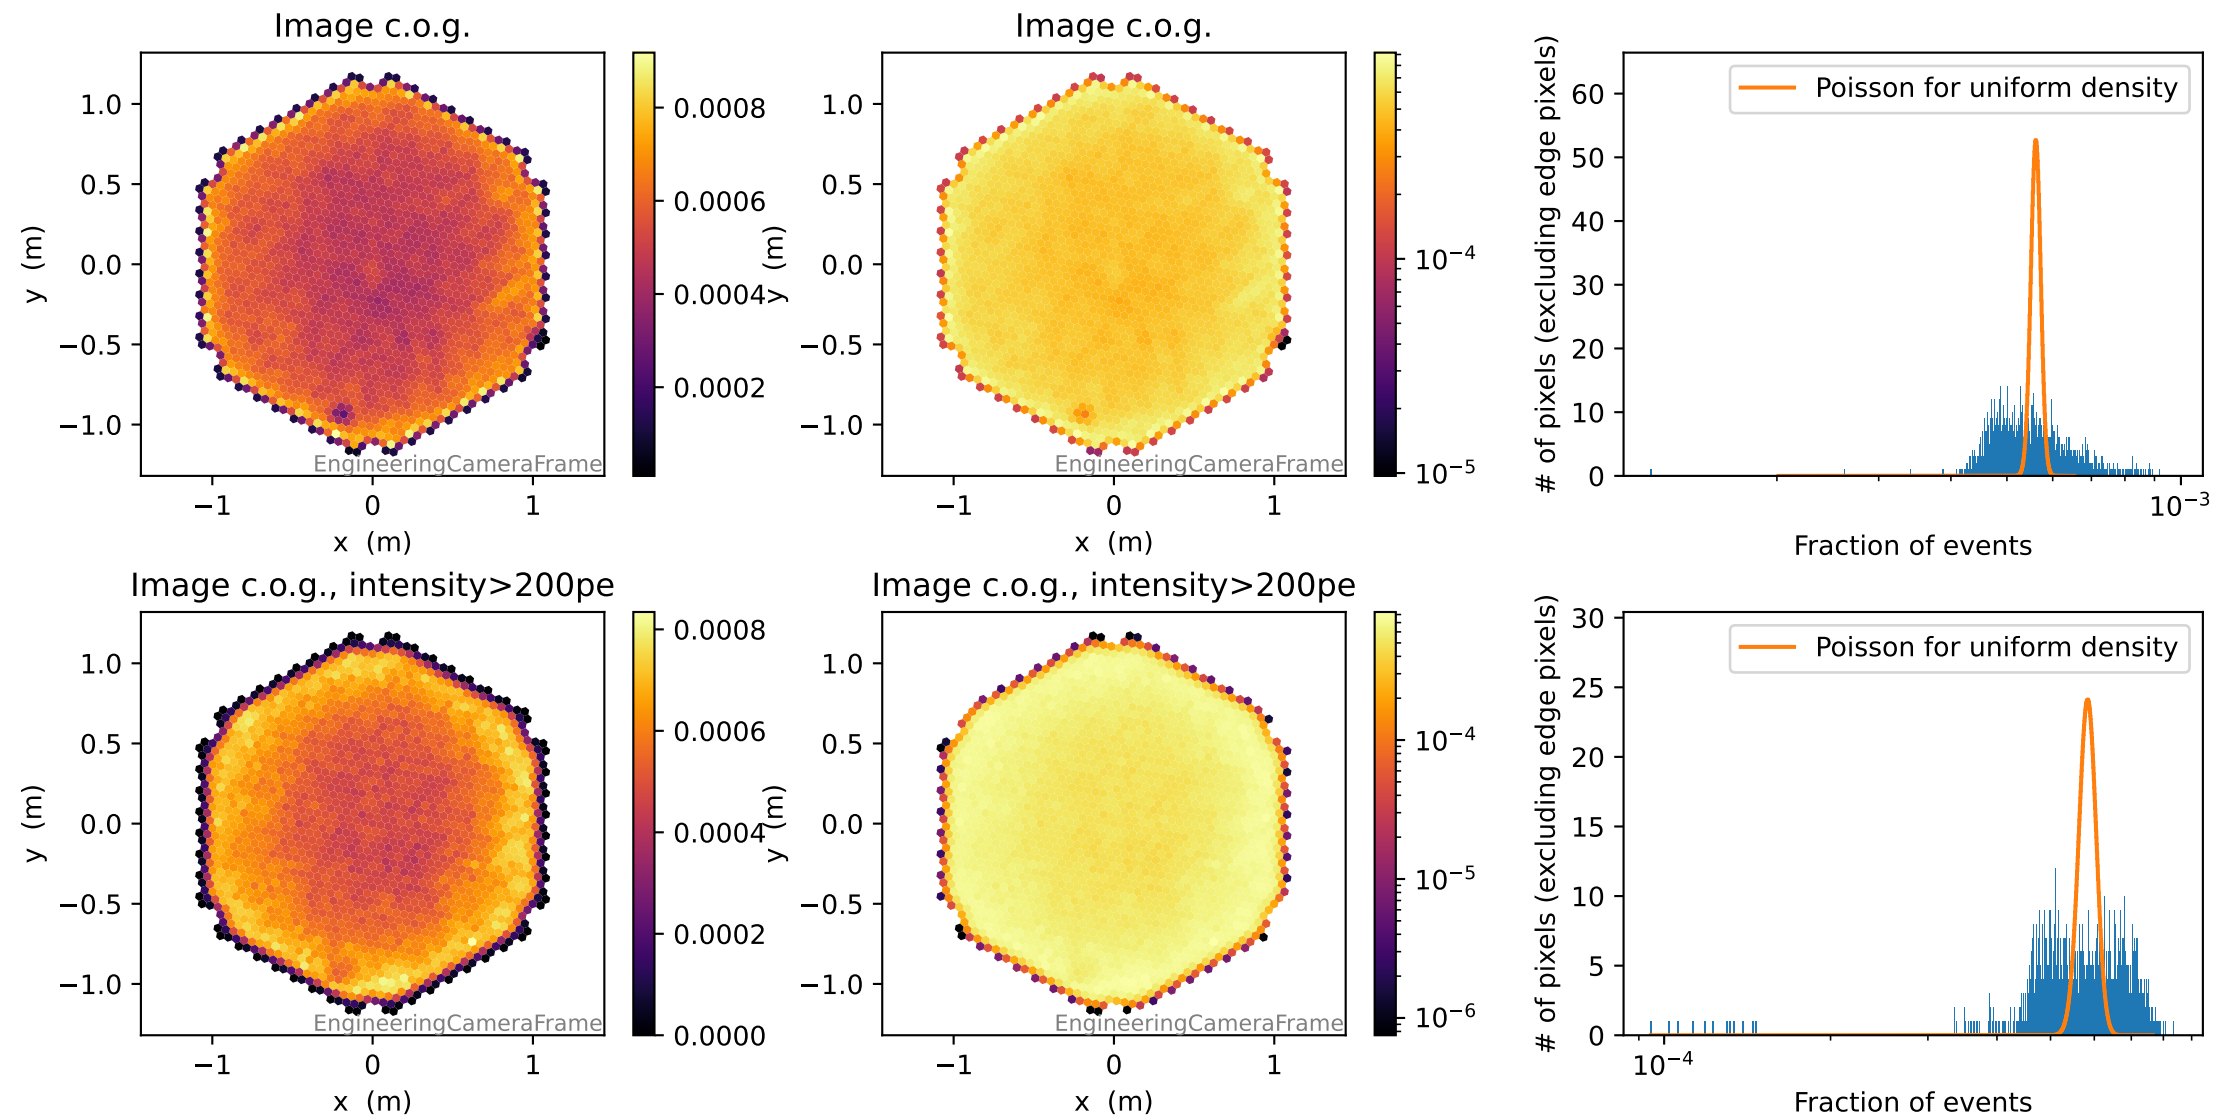 Image c.o.g.
y (m)
1.0
0.5
0.0
−0.5
−1.0
−1
0
1
x (m)
EngineeringCameraFrame
0.0008
0.0006
0.0004
0.0002
Image c.o.g.
y (m)
1.0
0.5
0.0
−0.5
−1.0
−1
0
1
x (m)
EngineeringCameraFrame
10⁻⁴
10⁻⁵
# of pixels (excluding edge pixels)
60
50
40
30
20
10
0
Poisson for uniform density
10⁻³
Fraction of events
Image c.o.g., intensity>200pe
y (m)
1.0
0.5
0.0
−0.5
−1.0
−1
0
1
x (m)
EngineeringCameraFrame
0.0008
0.0006
0.0004
0.0002
0.0000
Image c.o.g., intensity>200pe
y (m)
1.0
0.5
0.0
−0.5
−1.0
−1
0
1
x (m)
EngineeringCameraFrame
10⁻⁴
10⁻⁵
10⁻⁶
# of pixels (excluding edge pixels)
30
25
20
15
10
5
0
Poisson for uniform density
10⁻⁴
Fraction of events